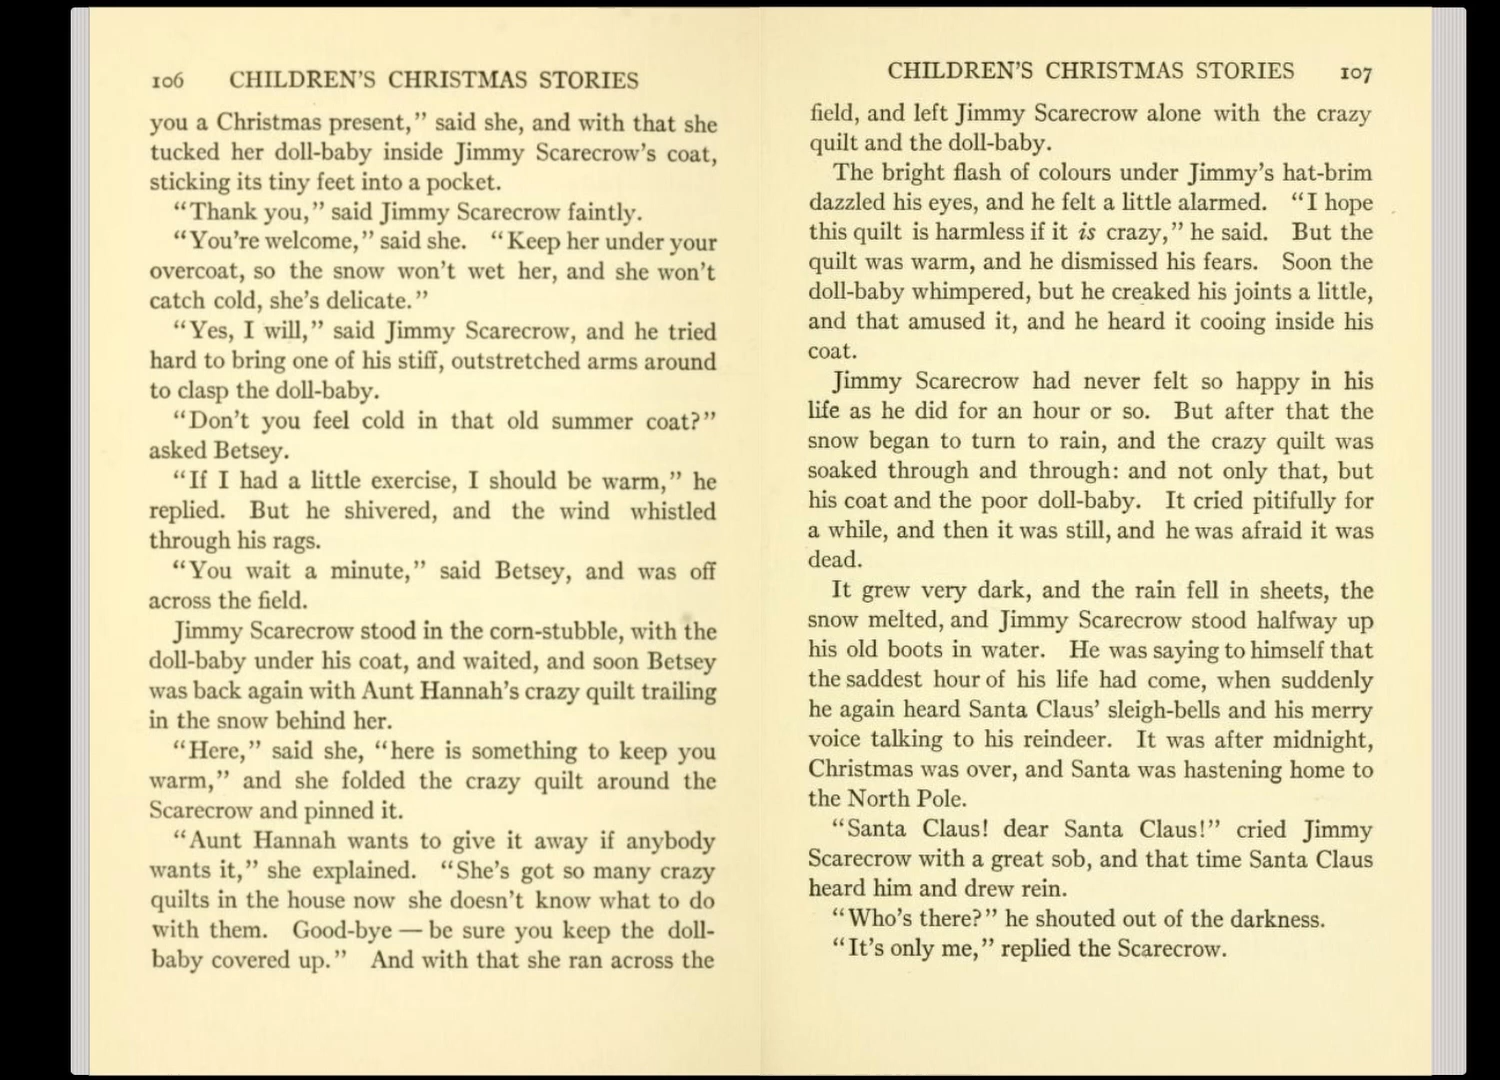 106 CHILDREN'S CHRISTMAS STORIES
you a Christmas present," said she, and with that she
tucked her doll-baby inside Jimmy Scarecrow's coat,
sticking its tiny feet into a pocket.
"Thank you," said Jimmy Scarecrow faintly.
"You're welcome," said she. "Keep her under your
overcoat, so the snow won't wet her, and she won't
catch cold, she's delicate."
"Yes, I will," said Jimmy Scarecrow, and he tried
hard to bring one of his stiff, outstretched arms around
to clasp the doll-baby.
"Don't you feel cold in that old summer coat?"
asked Betsey.
"If I had a little exercise, I should be warm," he
replied. But he shivered, and the wind whistled
through his rags.
"You wait a minute," said Betsey, and was off
across the field.
Jimmy Scarecrow stood in the corn-stubble, with the
doll-baby under his coat, and waited, and soon Betsey
was back again with Aunt Hannah's crazy quilt trailing
in the snow behind her.
"Here," said she, "here is something to keep you
warm," and she folded the crazy quilt around the
Scarecrow and pinned it.
"Aunt Hannah wants to give it away if anybody
wants it," she explained. "She's got so many crazy
quilts in the house now she doesn't know what to do
with them. Good-bye — be sure you keep the doll-
baby covered up." And with that she ran across the
CHILDREN'S CHRISTMAS STORIES 107
field, and left Jimmy Scarecrow alone with the crazy
quilt and the doll-baby.
The bright flash of colours under Jimmy's hat-brim
dazzled his eyes, and he felt a little alarmed. "I hope
this quilt is harmless if it is crazy," he said. But the
quilt was warm, and he dismissed his fears. Soon the
doll-baby whimpered, but he creaked his joints a little,
and that amused it, and he heard it cooing inside his
coat.
Jimmy Scarecrow had never felt so happy in his
life as he did for an hour or so. But after that the
snow began to turn to rain, and the crazy quilt was
soaked through and through: and not only that, but
his coat and the poor doll-baby. It cried pitifully for
a while, and then it was still, and he was afraid it was
dead.
It grew very dark, and the rain fell in sheets, the
snow melted, and Jimmy Scarecrow stood halfway up
his old boots in water. He was saying to himself that
the saddest hour of his life had come, when suddenly
he again heard Santa Claus' sleigh-bells and his merry
voice talking to his reindeer. It was after midnight,
Christmas was over, and Santa was hastening home to
the North Pole.
"Santa Claus! dear Santa Claus!" cried Jimmy
Scarecrow with a great sob, and that time Santa Claus
heard him and drew rein.
"Who's there?" he shouted out of the darkness.
"It's only me," replied the Scarecrow.